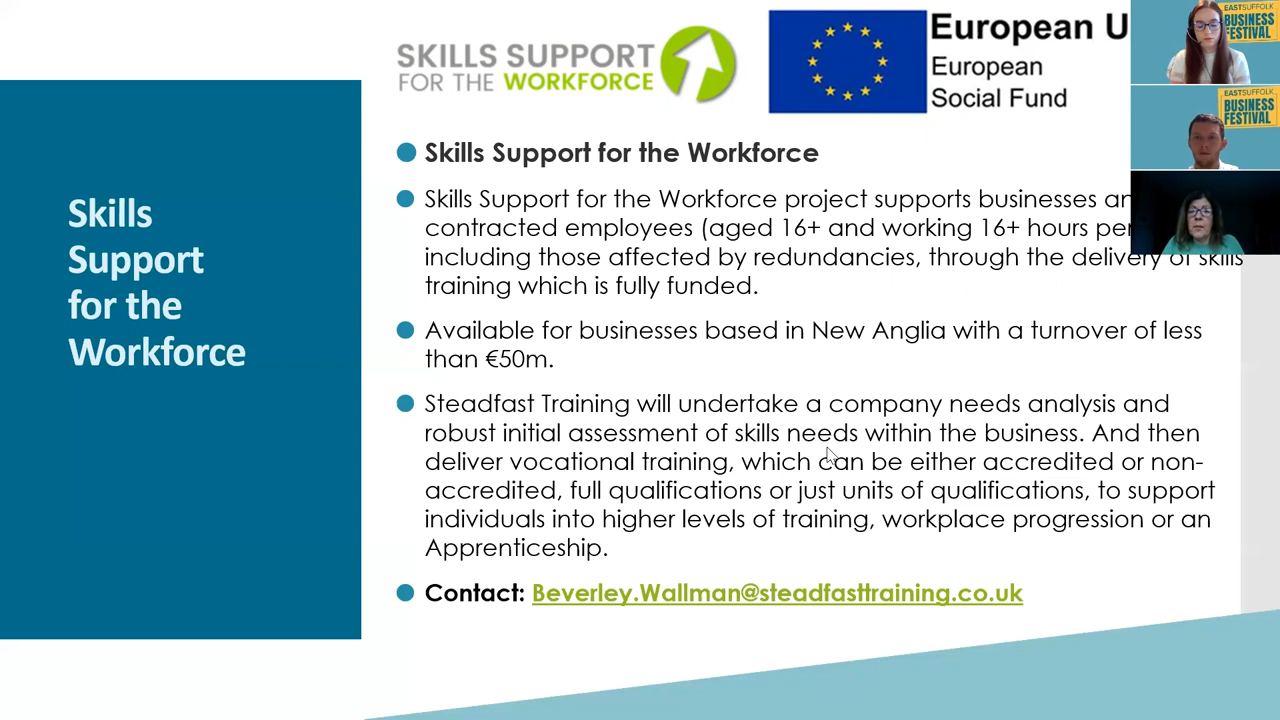 SKILLS SUPPORT
FOR THE WORKFORCE
European U
European
Social Fund
EASTSUFFOLK
BUSINESS
FESTIVAL
EASTSUFFOLK
BUSINESS
FESTIVAL
Skills
Support
for the
Workforce
Skills Support for the Workforce
Skills Support for the Workforce project supports businesses
contracted employees (aged 16+ and working 16+ hours per
including those affected by redundancies, through the delivery of skills
training which is fully funded.
Available for businesses based in New Anglia with a turnover of less
than €50m.
Steadfast Training will undertake a company needs analysis and
robust initial assessment of skills needs within the business. And then
deliver vocational training, which can be either accredited or non-
accredited, full qualifications or just units of qualifications, to support
individuals into higher levels of training, workplace progression or an
Apprenticeship.
Contact: Beverley.Wallman@steadfasttraining.co.uk